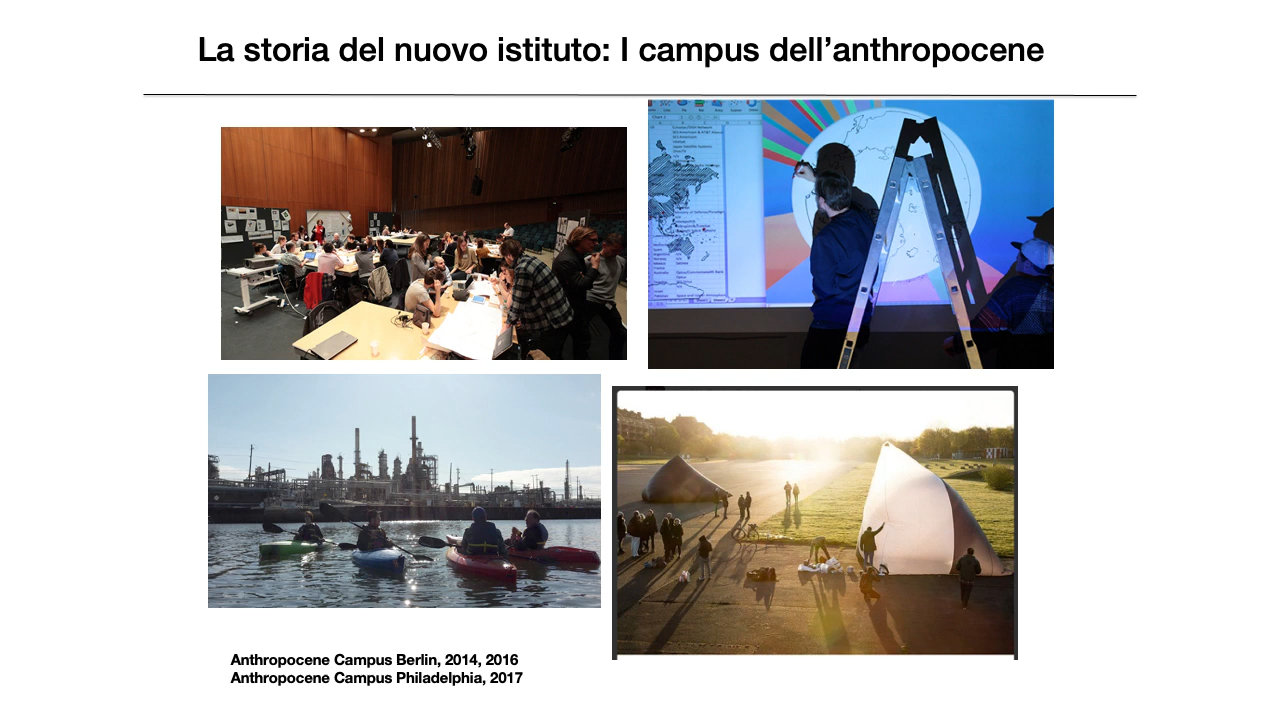 La storia del nuovo istituto: I campus dell’anthropocene
Anthropocene Campus Berlin, 2014, 2016
Anthropocene Campus Philadelphia, 2017